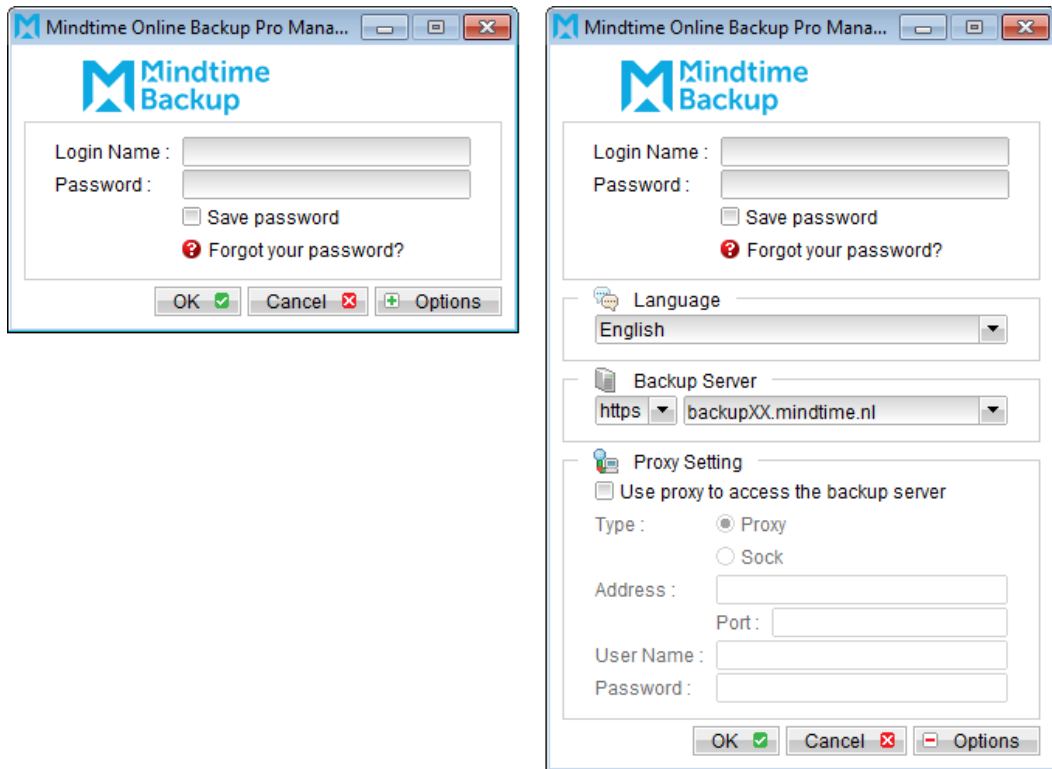 Mindtime Online Backup Pro Mana...
Mindtime
Backup
Login Name :
Password :
Save password
Forgot your password?
OK Cancel Options
Mindtime Online Backup Pro Mana...
Mindtime
Backup
Login Name :
Password :
Save password
Forgot your password?
Language
English
Backup Server
https backupXX.mindtime.nl
Proxy Setting
Use proxy to access the backup server
Type : Proxy
Sock
Address :
Port :
User Name :
Password :
OK Cancel Options